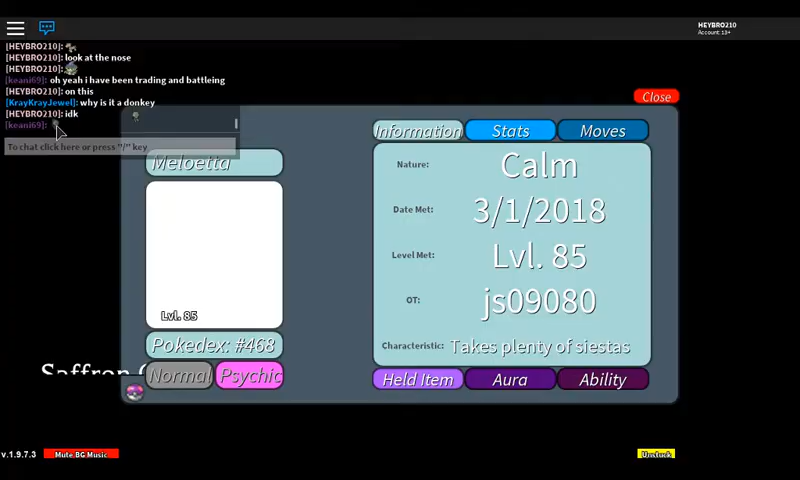 HEYBRO210
Account: 13+
[HEYBRO210]:
[HEYBRO210]: look at the nose
[HEYBRO210]:
[keani69]: oh yeah i have been trading and battleing
[HEYBRO210]: on this
[KrayKrayJewel]: why is it a donkey
[HEYBRO210]: idk
[keani69]:
To chat click here or press "/" key
Close
Information
Stats
Moves
Meloetta
Nature: Calm
Date Met: 3/1/2018
Level Met: Lvl. 85
OT: js09080
Characteristic: Takes plenty of siestas
Lvl. 85
Pokedex: #468
Normal
Psychic
Held Item
Aura
Ability
Saffron
v.1.9.7.3
Mute BG Music
Unstuck